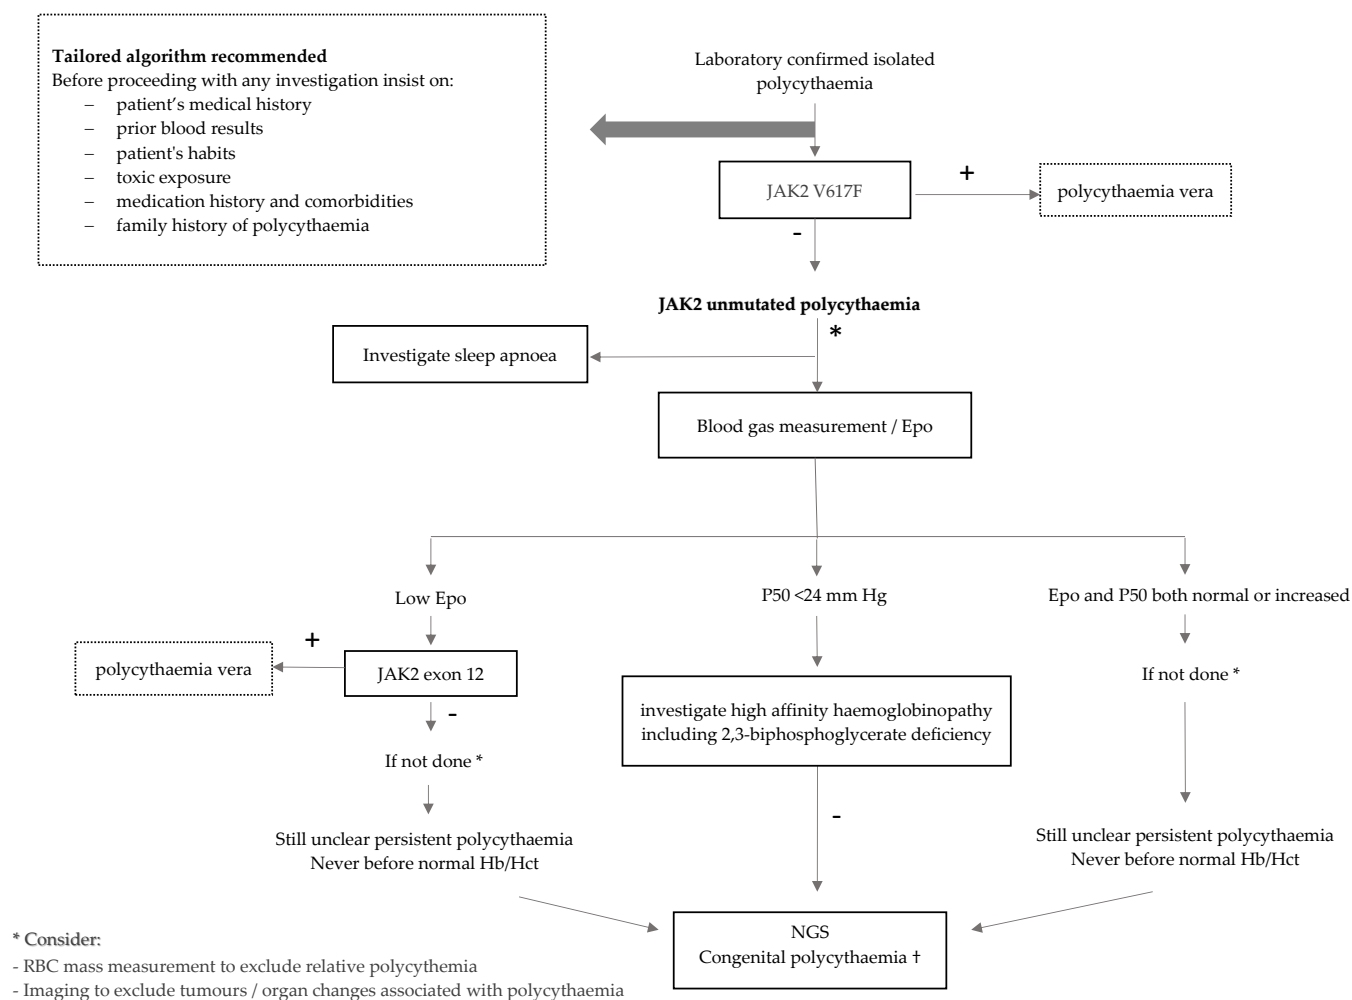 Tailored algorithm recommended
Before proceeding with any investigation insist on:
– patient’s medical history
– prior blood results
– patient's habits
– toxic exposure
– medication history and comorbidities
– family history of polycythaemia
Laboratory confirmed isolated
polycythaemia
JAK2 V617F
+
polycythaemia vera
-
JAK2 unmutated polycythaemia
*
Investigate sleep apnoea
Blood gas measurement / Epo
Low Epo
P50 <24 mm Hg
Epo and P50 both normal or increased
+
polycythaemia vera
JAK2 exon 12
-
If not done *
Still unclear persistent polycythaemia
Never before normal Hb/Hct
investigate high affinity haemoglobinopathy
including 2,3-biphosphoglycerate deficiency
-
If not done *
Still unclear persistent polycythaemia
Never before normal Hb/Hct
NGS
Congenital polycythaemia †
* Consider:
- RBC mass measurement to exclude relative polycythemia
- Imaging to exclude tumours / organ changes associated with polycythaemia